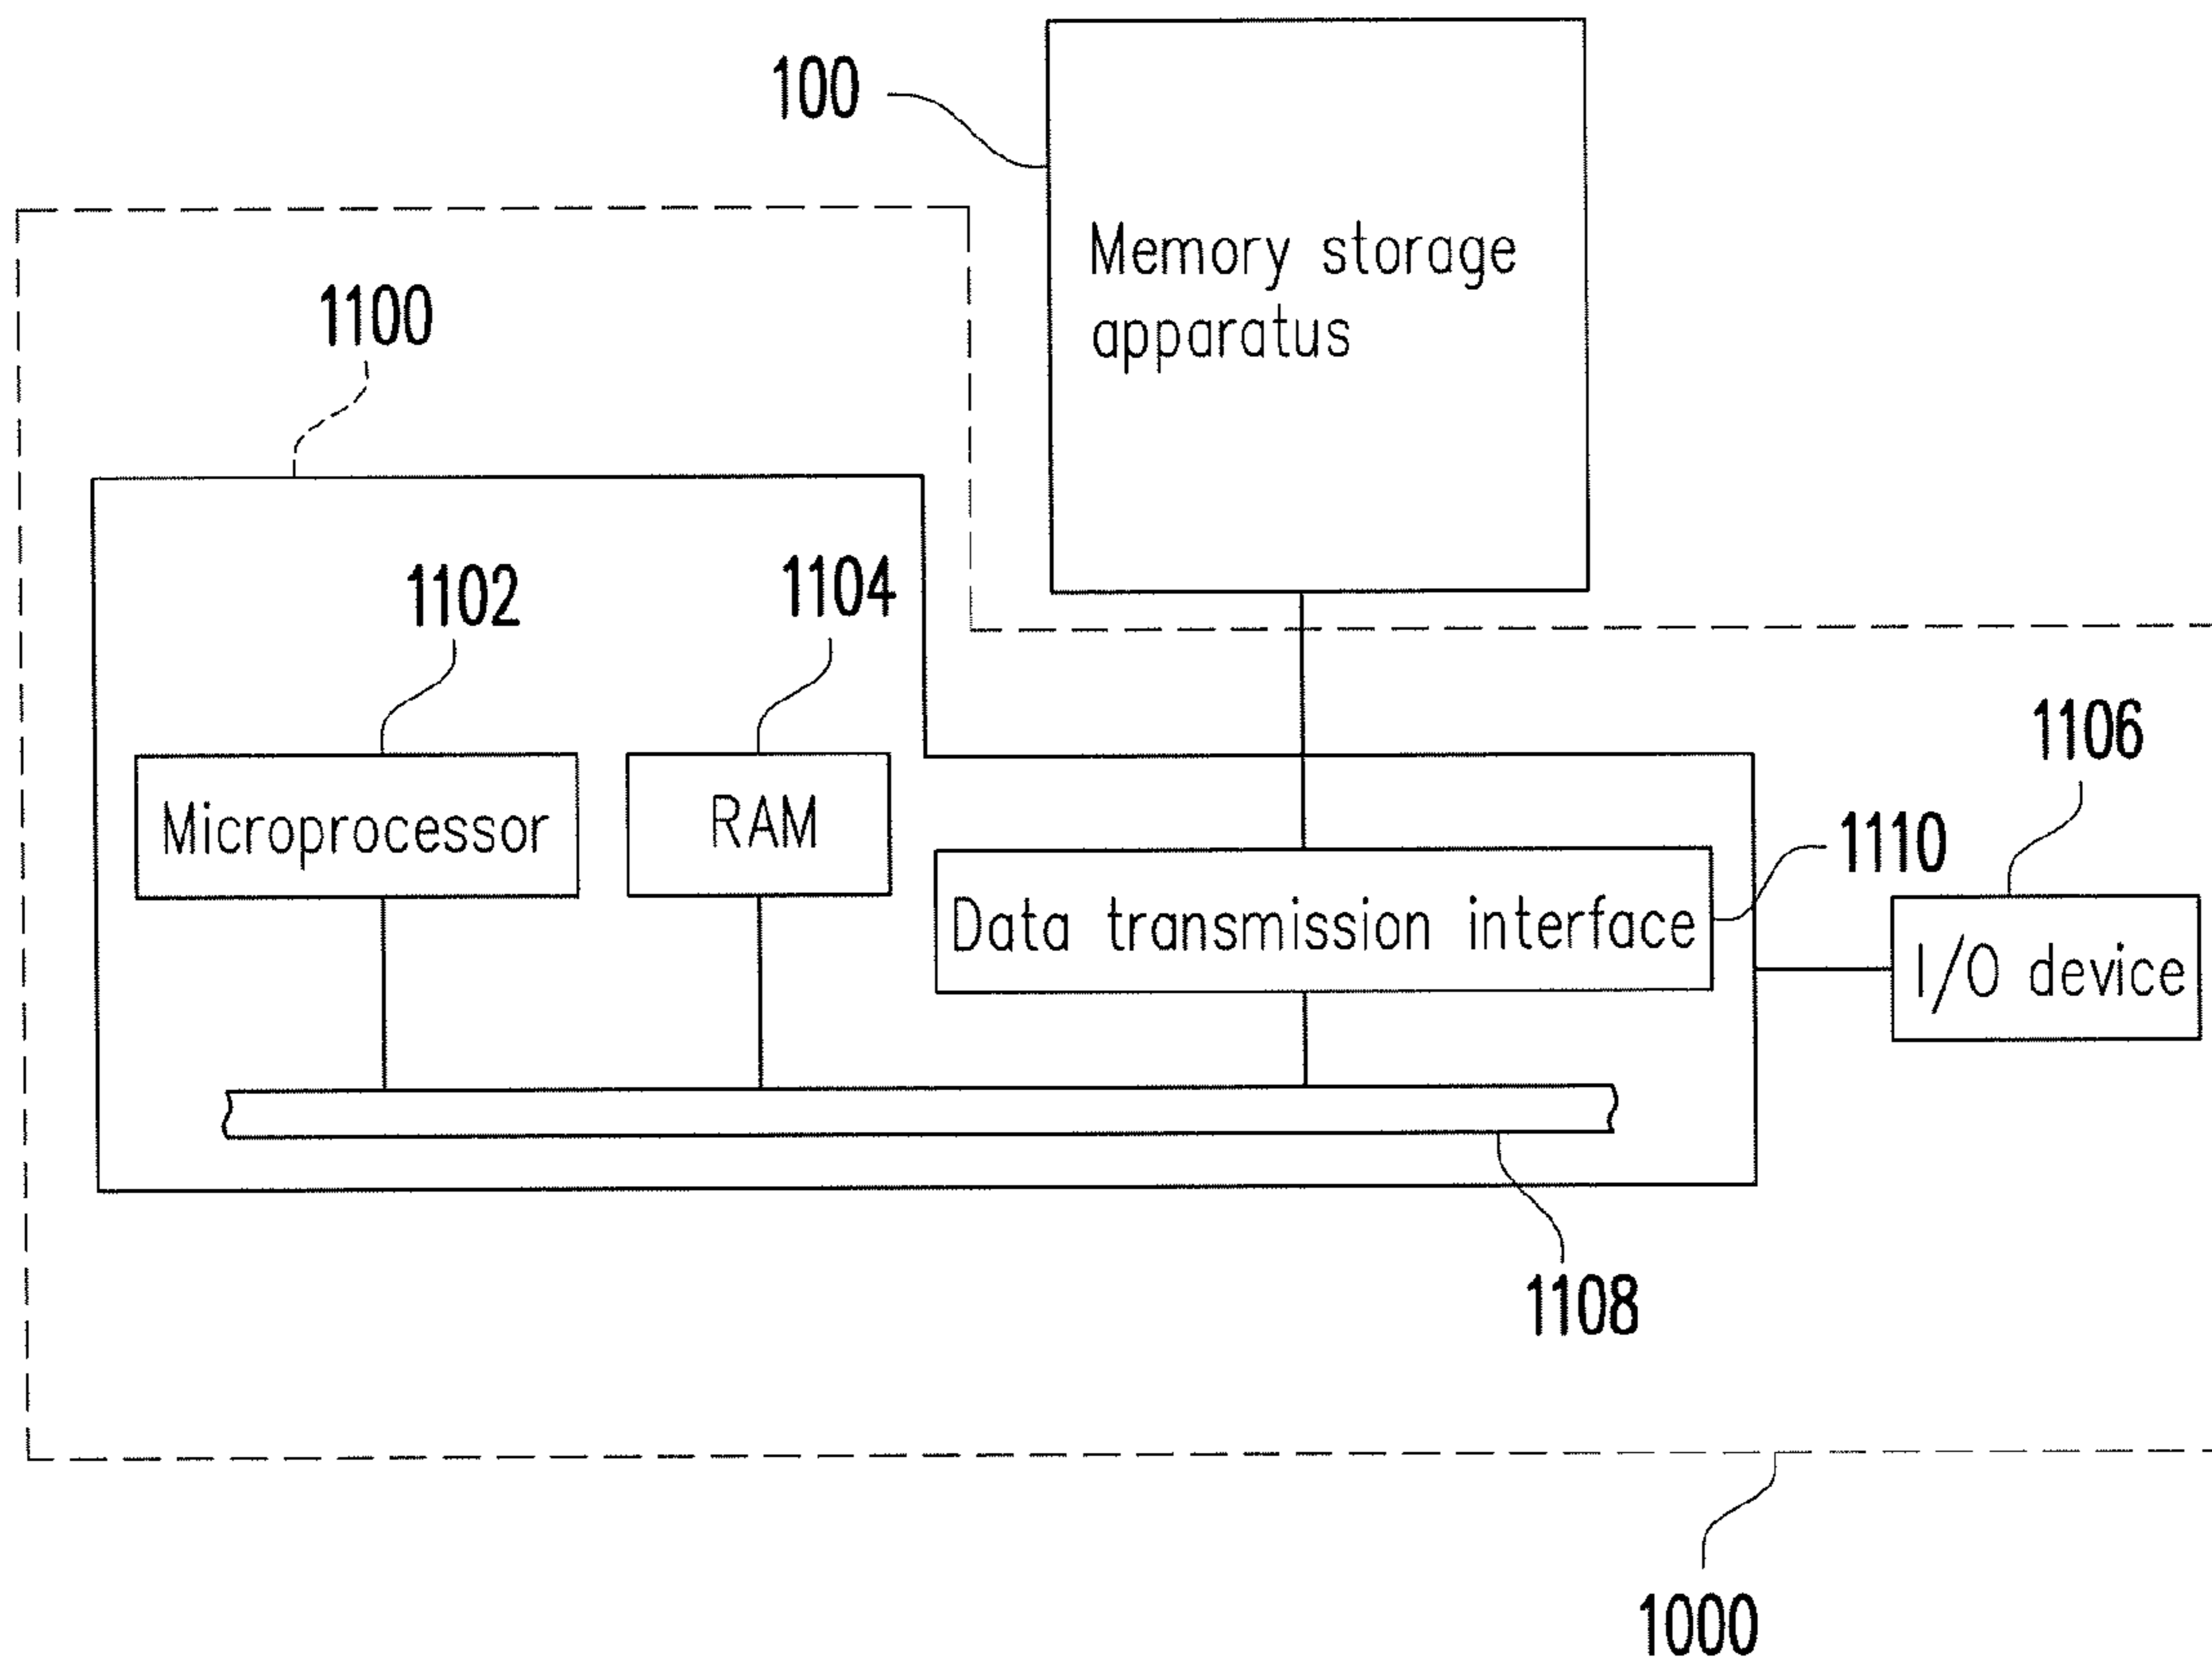 100
Memory storage
apparatus
1100
1102
1104
1106
Microprocessor
RAM
1110
Data transmission interface
I/O device
1108
1000